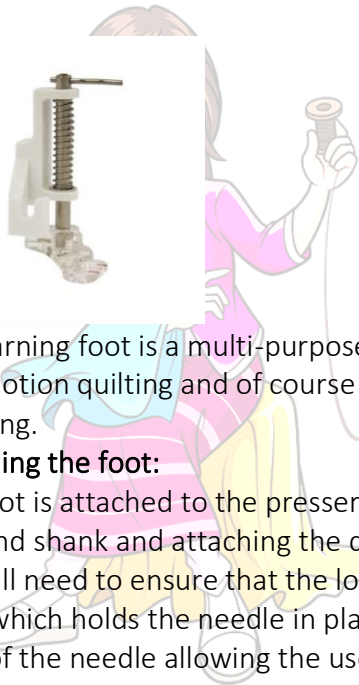 arning foot is a multi-purpose
otion quilting and of course
ng.
ing the foot:
ot is attached to the presser
nd shank and attaching the
ll need to ensure that the lo
which holds the needle in pla
of the needle allowing the use